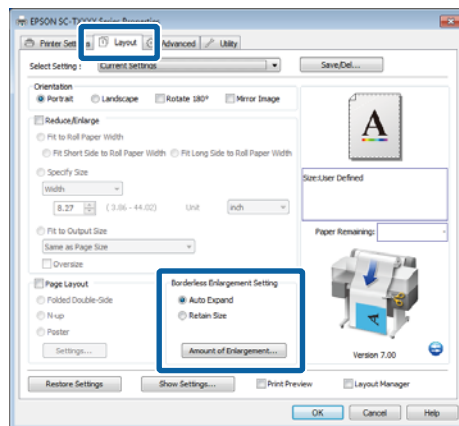 EPSON SC-TXXXX Series Properties
Printer Settings Layout Advanced Utility
Select Setting : Current Settings Save/Del...
Orientation
Portrait Landscape Rotate 180° Mirror Image
Reduce/Enlarge
Fit to Roll Paper Width
Fit Short Side to Roll Paper Width Fit Long Side to Roll Paper Width
Specify Size
Width
8.27 ( 3.86 - 44.02) Unit inch
Fit to Output Size
Same as Page Size
Oversize
A
Size:User Defined
Paper Remaining: -
Page Layout
Folded Double-Side
N-up
Poster
Settings...
Borderless Enlargement Setting
Auto Expand
Retain Size
Amount of Enlargement...
A
Version 7.00
Restore Settings Show Settings... Print Preview Layout Manager
OK Cancel Help